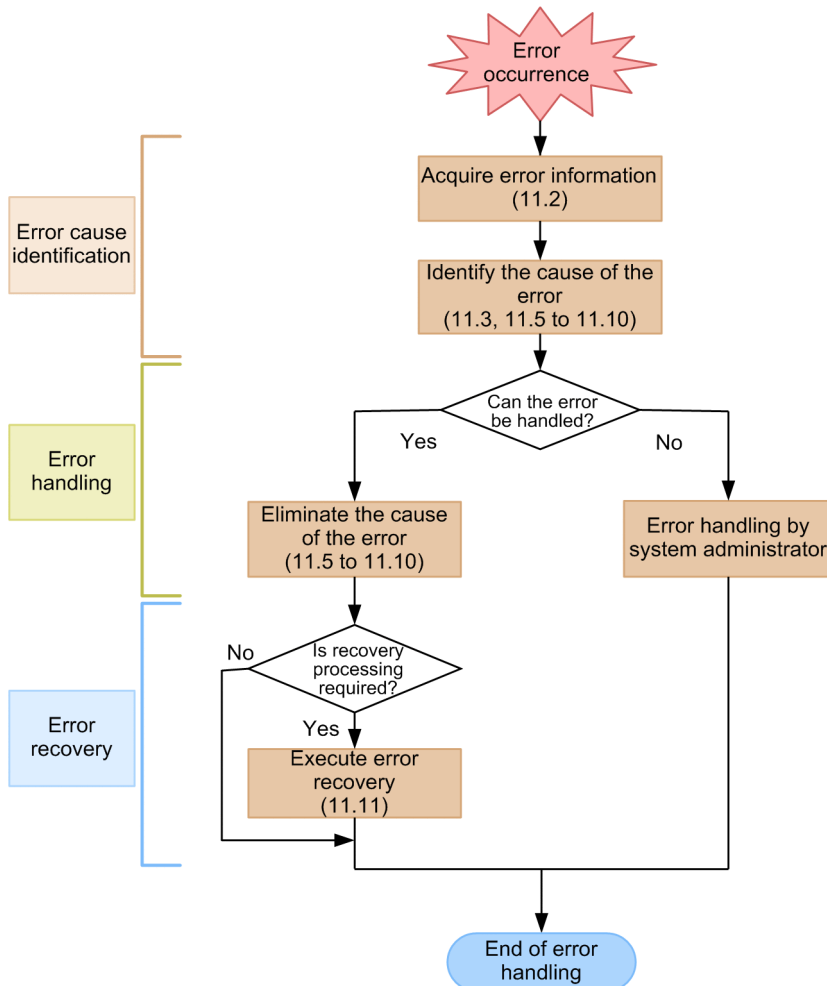 Error
occurrence
Acquire error information
(11.2)
Error cause
identification
Identify the cause of the
error
(11.3, 11.5 to 11.10)
Can the error
be handled?
Yes
No
Error
handling
Eliminate the cause
of the error
(11.5 to 11.10)
Error handling by
system administrator
No
Is recovery
processing
required?
Error
recovery
Yes
Execute error
recovery
(11.11)
End of error
handling